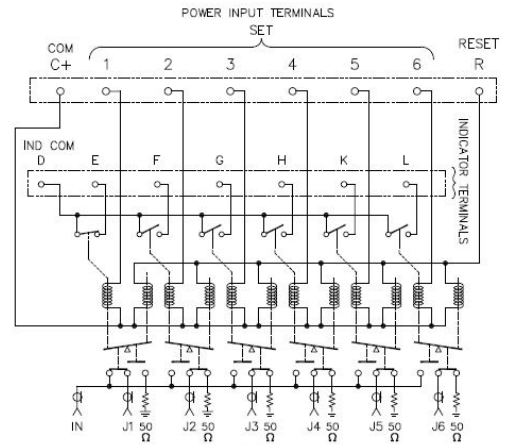 POWER INPUT TERMINALS
SET
COM
C+ 1 2 3 4 5 6
RESET
R
IND COM
D E F G H K L
INDICATOR TERMINALS
IN J1 50 Ω J2 50 Ω J3 50 Ω J4 50 Ω J5 50 Ω J6 50 Ω